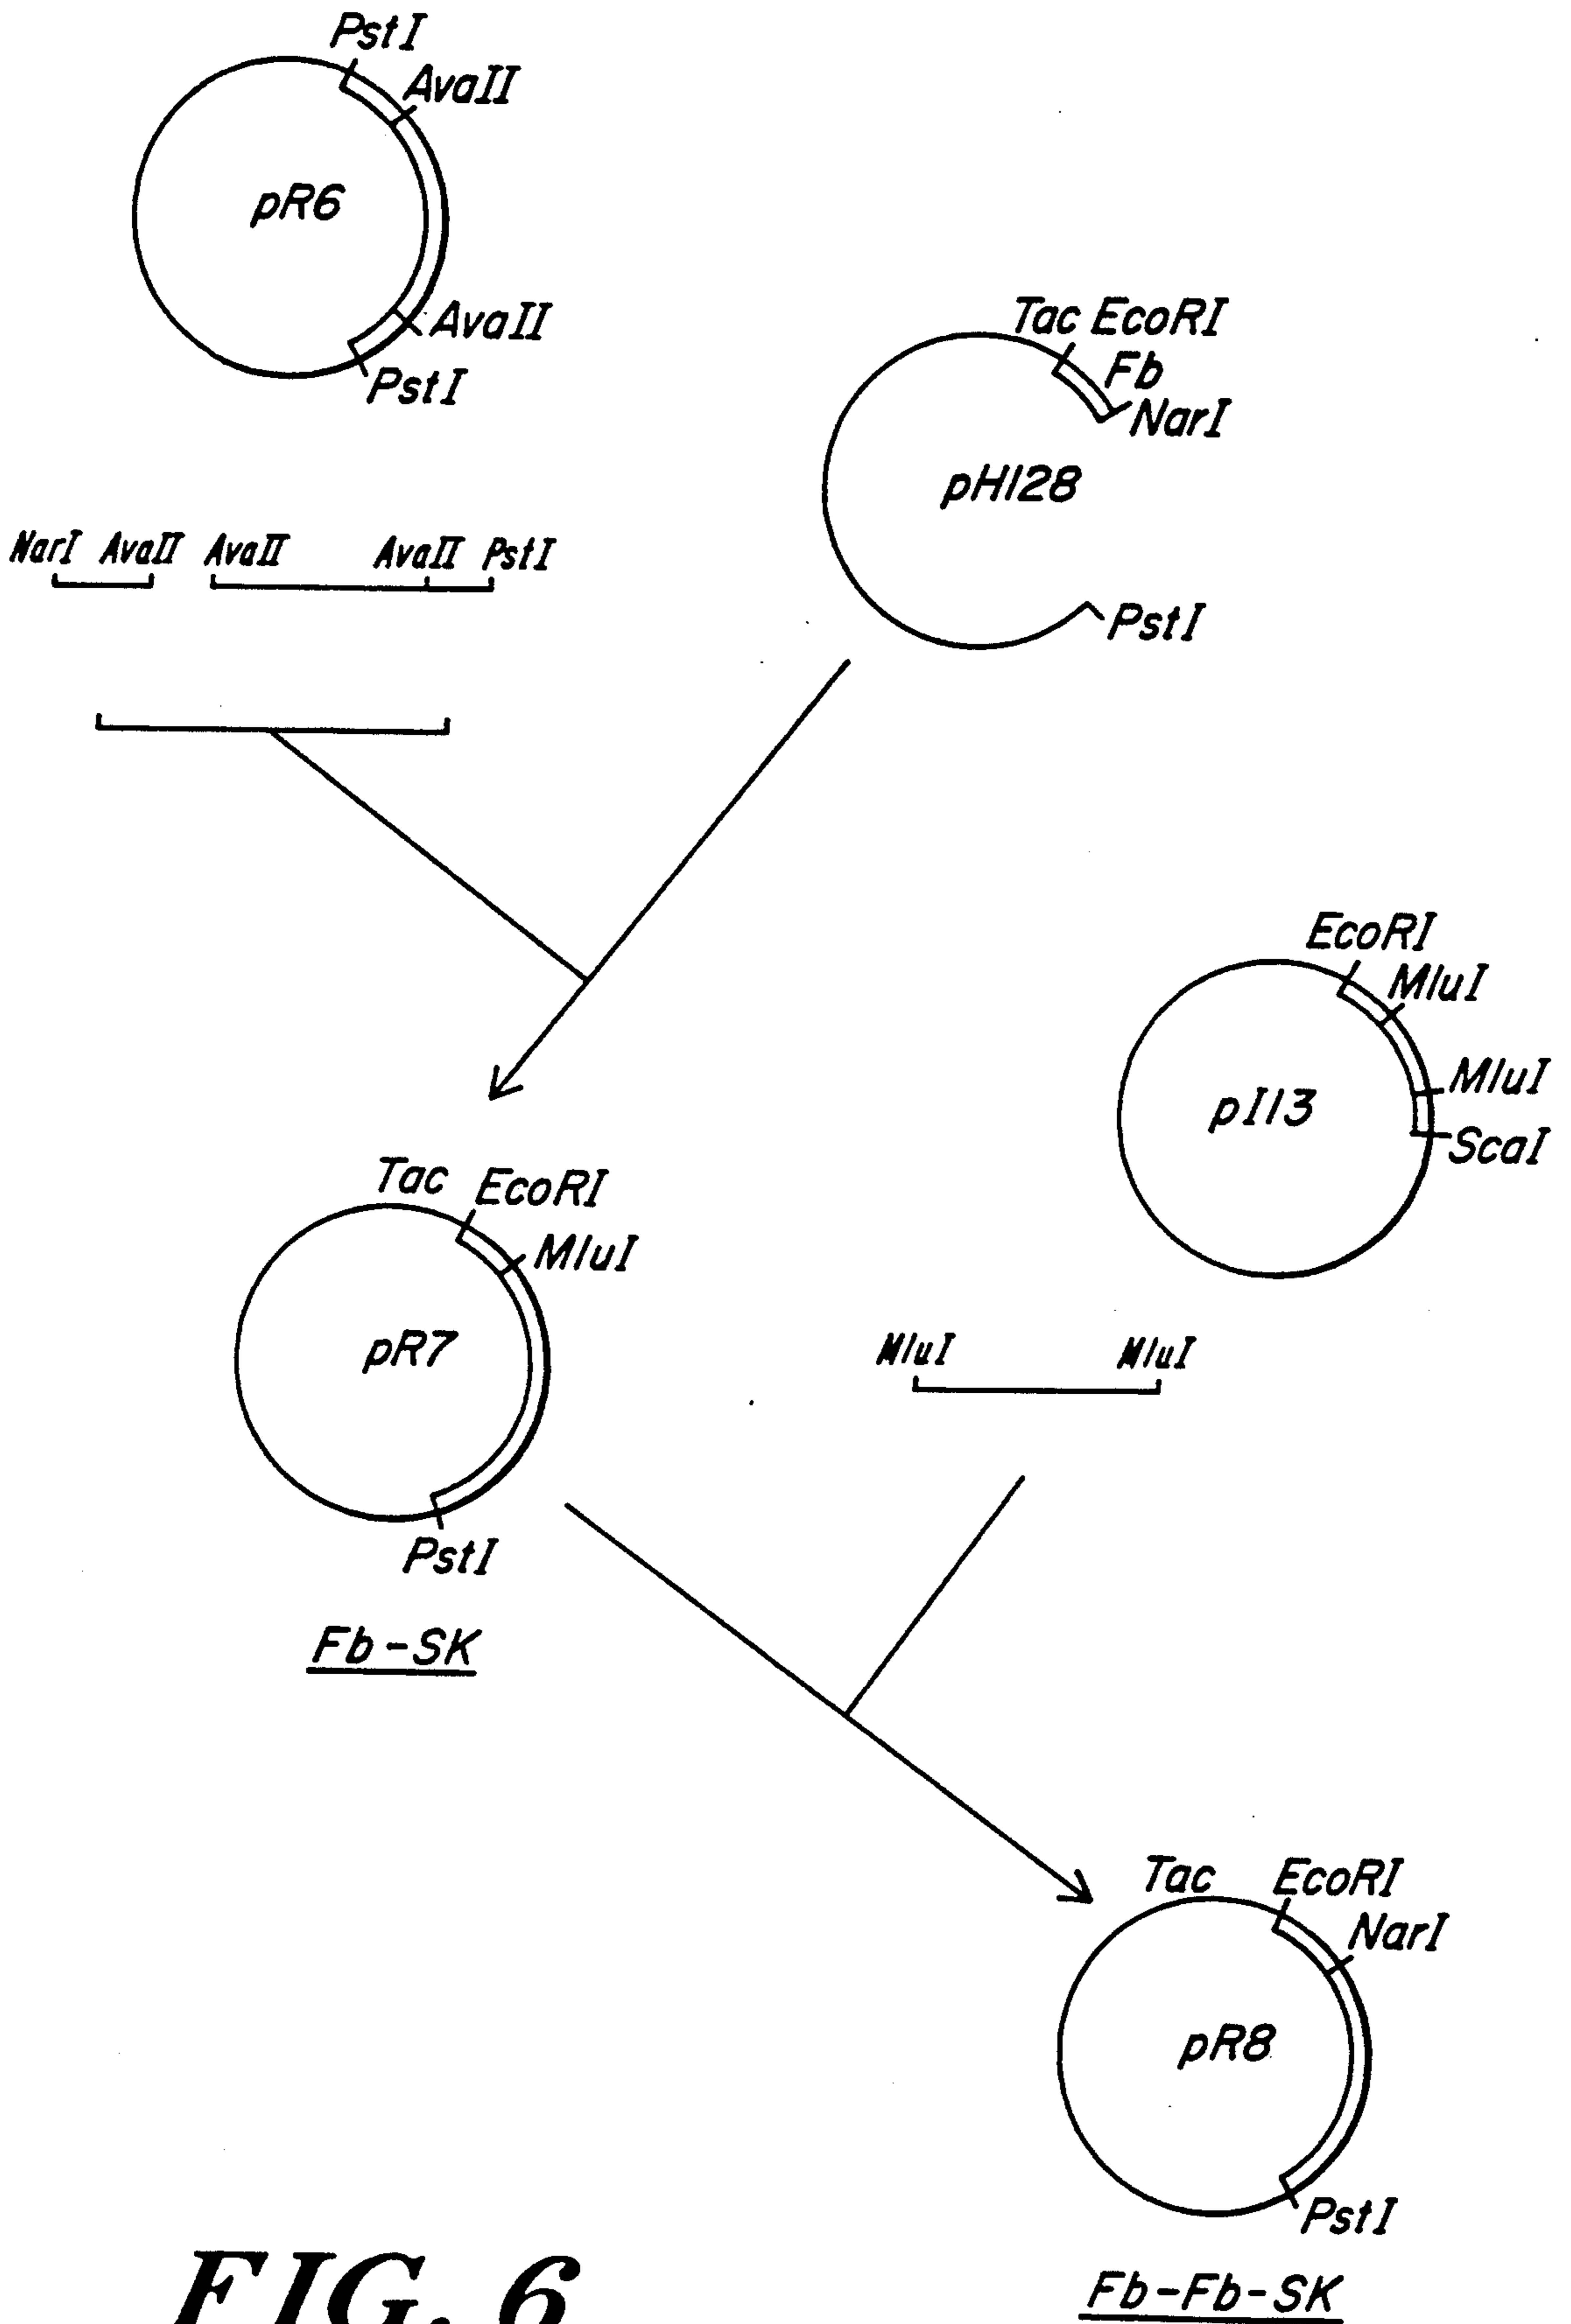 PstI
AvaII
pR6
AvaII
PstI
Tac EcoRI
Fb
NarI
pH128
PstI
NarI AvaII AvaII AvaII PstI
EcoRI
MluI
MluI
pI13
ScaI
Tac EcoRI
MluI
pR7
PstI
Fb-SK
MluI MluI
Tac EcoRI
NarI
pR8
PstI
Fb-Fb-SK
FIG. 6